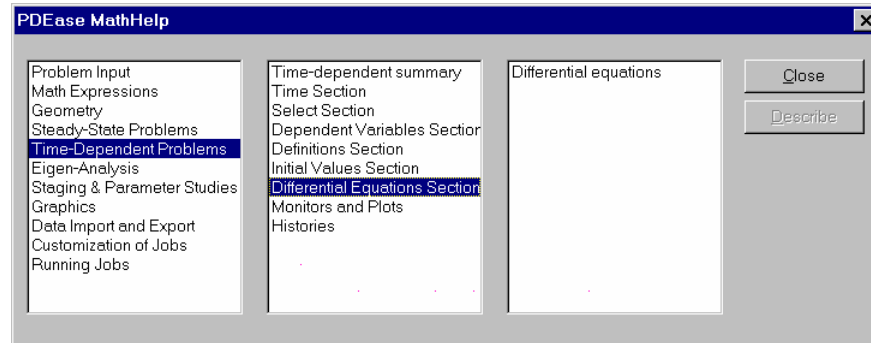 PDEase MathHelp
Problem Input
Math Expressions
Geometry
Steady-State Problems
Time-Dependent Problems
Eigen-Analysis
Staging & Parameter Studies
Graphics
Data Import and Export
Customization of Jobs
Running Jobs
Time-dependent summary
Time Section
Select Section
Dependent Variables Section
Definitions Section
Initial Values Section
Differential Equations Section
Monitors and Plots
Histories
Differential equations
Close
Describe